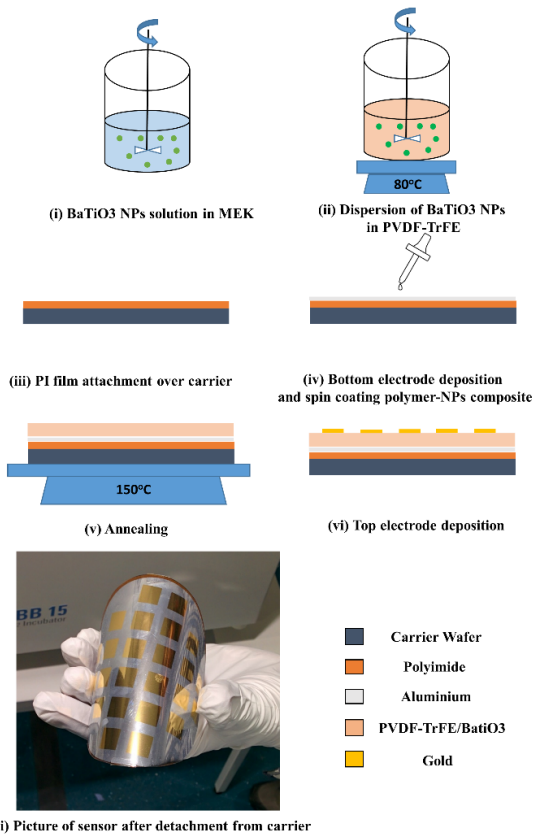 (i) BaTiO3 NPs solution in MEK
80°C
(ii) Dispersion of BaTiO3 NPs
in PVDF-TrFE
(iii) PI film attachment over carrier
(iv) Bottom electrode deposition
and spin coating polymer-NPs composite
150°C
(v) Annealing
(vi) Top electrode deposition
BB 15
Incubator
Carrier Wafer
Polyimide
Aluminium
PVDF-TrFE/BatiO3
Gold
i) Picture of sensor after detachment from carrier